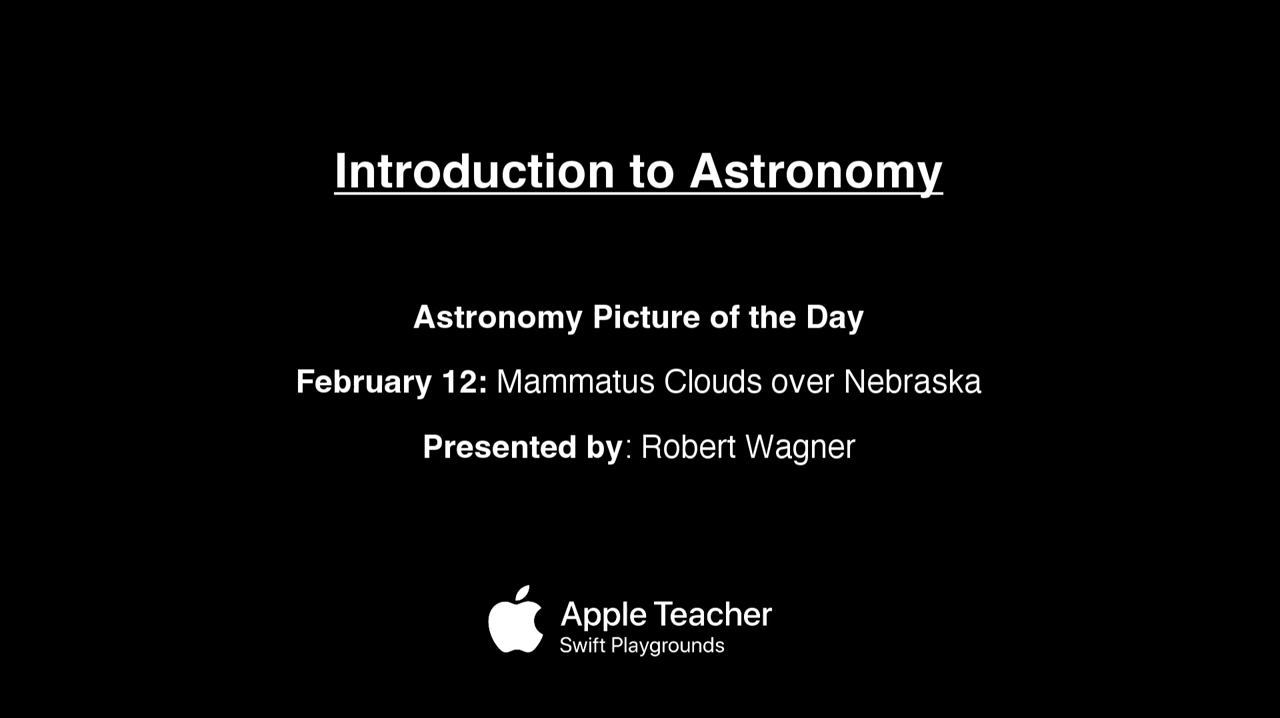 Introduction to Astronomy
Astronomy Picture of the Day
February 12: Mammatus Clouds over Nebraska
Presented by: Robert Wagner
Apple Teacher
Swift Playgrounds